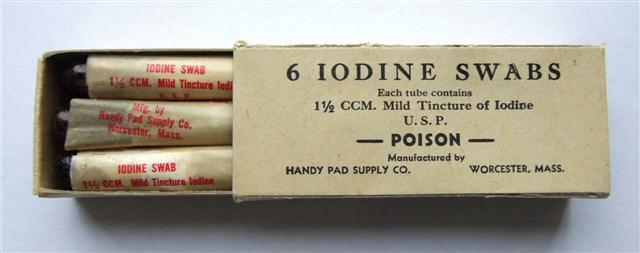 IODINE SWAB
1½ CCM. Mild Tincture Iodi
U.S.P.
Mfg. by
Handy Pad Supply Co.
Worcester, Mass.
IODINE SWAB
1½ CCM. Mild Tincture Iodine
6 IODINE SWABS
Each tube contains
1½ CCM. Mild Tincture of Iodine
U. S. P.
— POISON —
Manufactured by
HANDY PAD SUPPLY CO. WORCESTER, MASS.